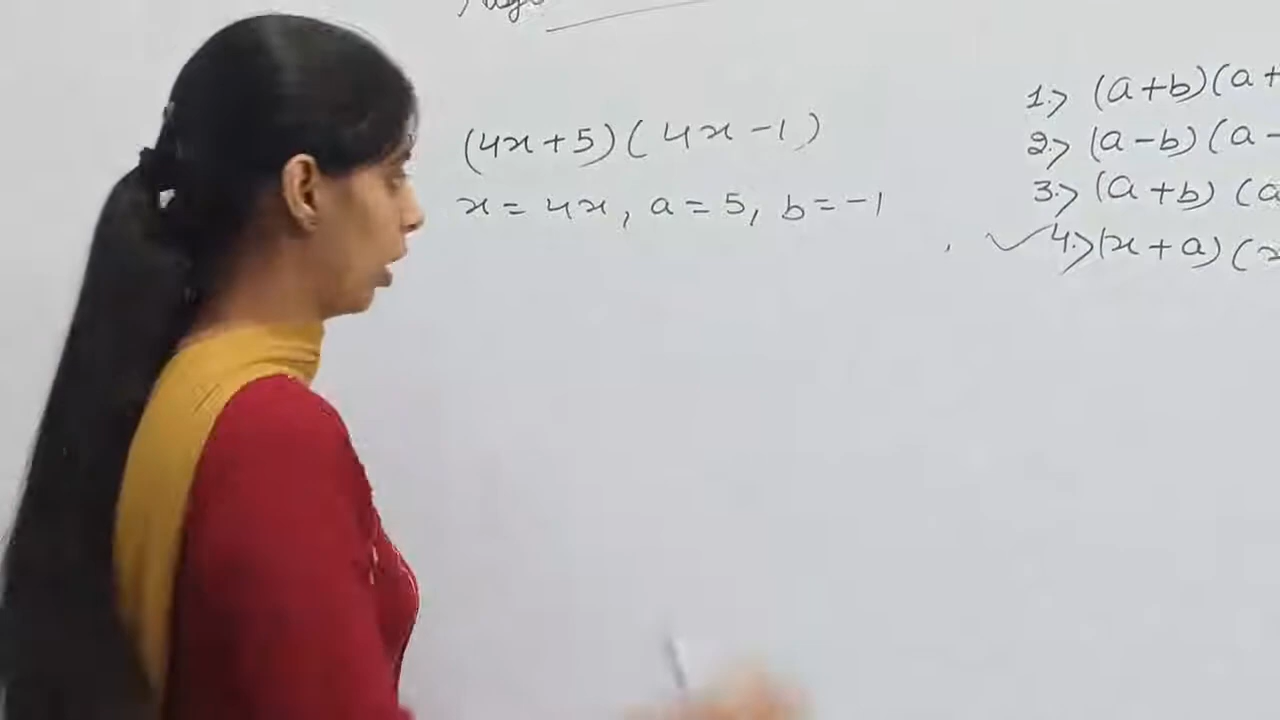 (4x+5)(4x-1)
x=4x, a=5, b=-1
1.> (a+b)(a+
2.> (a-b)(a-
3.> (a+b) (a
✓4.>(x+a)(x